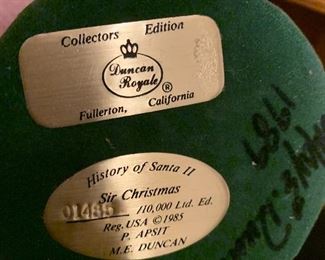 Collectors Edition
Duncan
Royale ®
Fullerton, California
History of Santa II
Sir Christmas
01485 /10,000 Ltd. Ed.
Reg. USA © 1985
P. APSIT
M.E. DUNCAN
1987